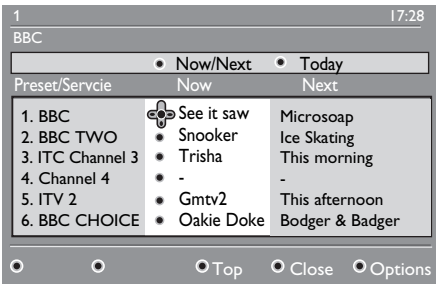 1 17:28
BBC
Now/Next Today
Preset/Servcie Now Next
1. BBC See it saw Microsoap
2. BBC TWO Snooker Ice Skating
3. ITC Channel 3 Trisha This morning
4. Channel 4 - -
5. ITV 2 Gmtv2 This afternoon
6. BBC CHOICE Oakie Doke Bodger & Badger
Top Close Options